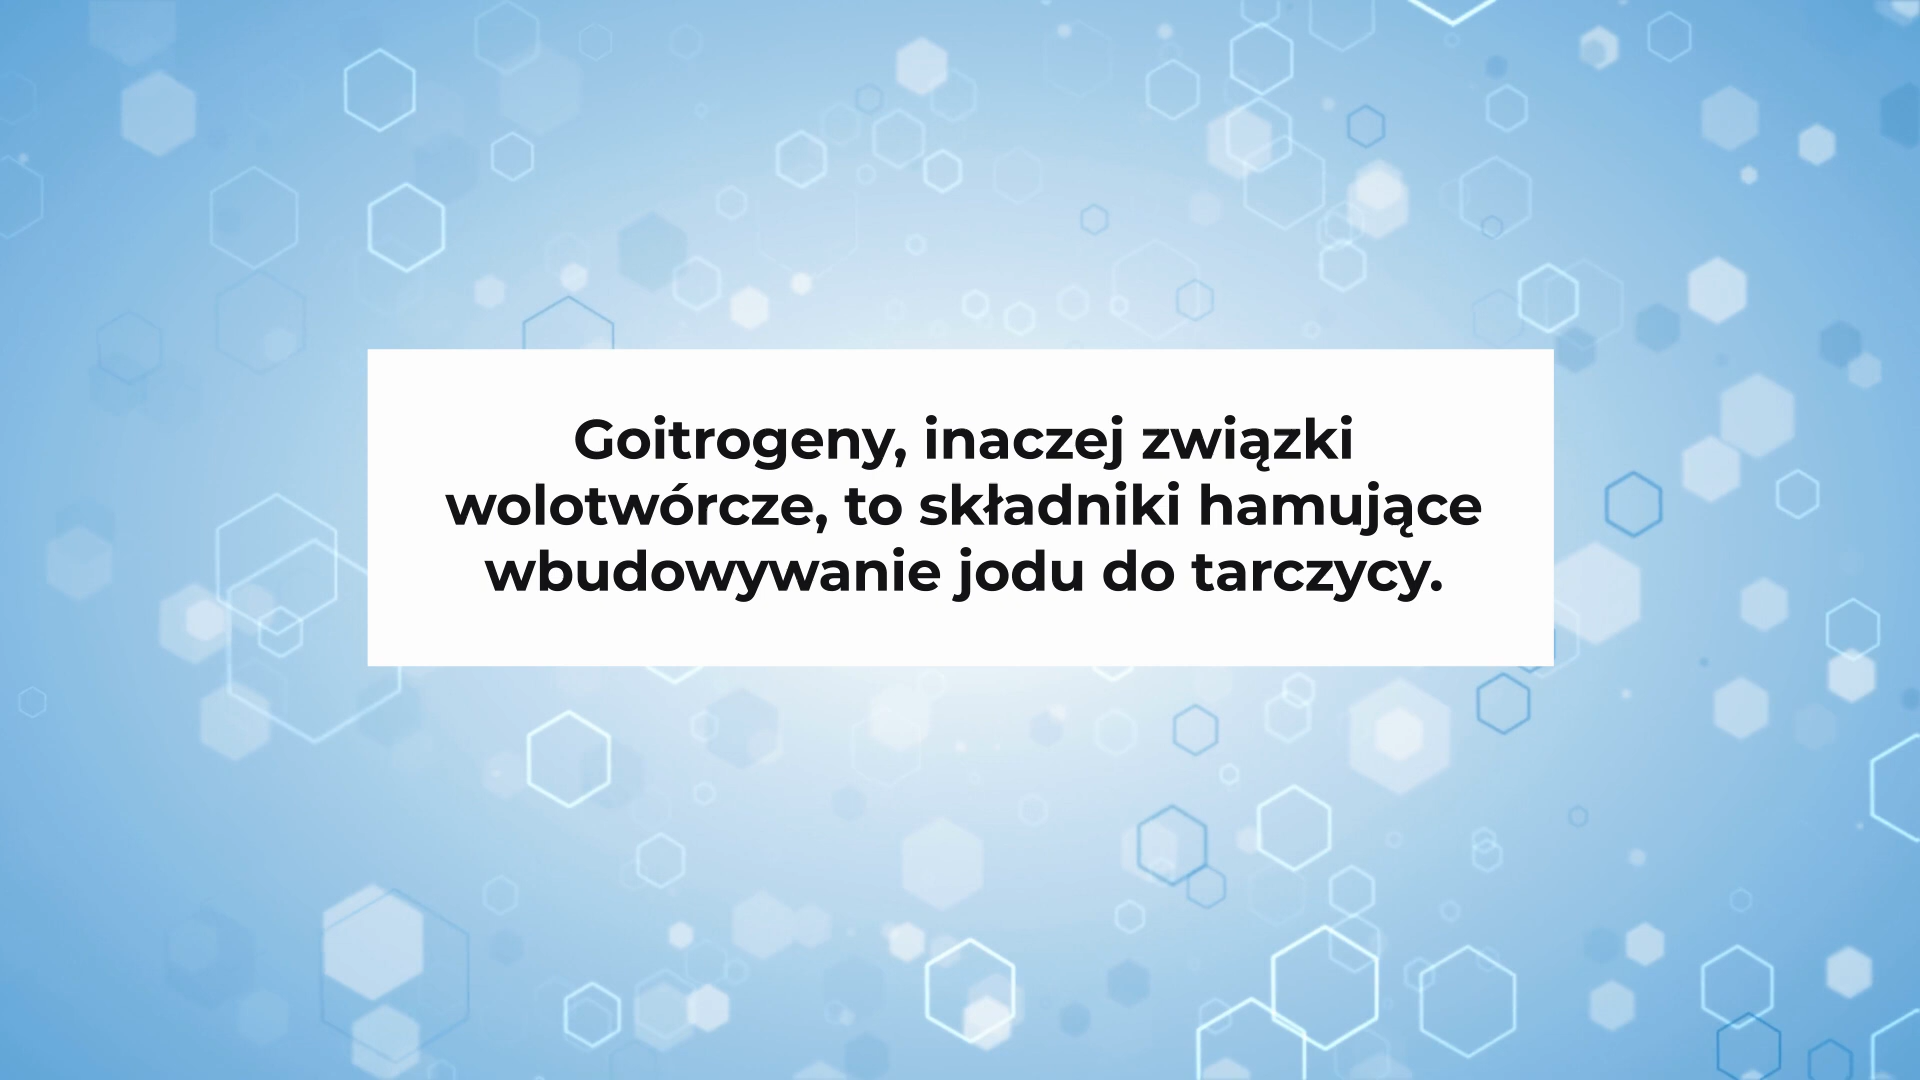 Goitrogeny, inaczej związki
wolotwórcze, to składniki hamujące
wbudowywanie jodu do tarczycy.